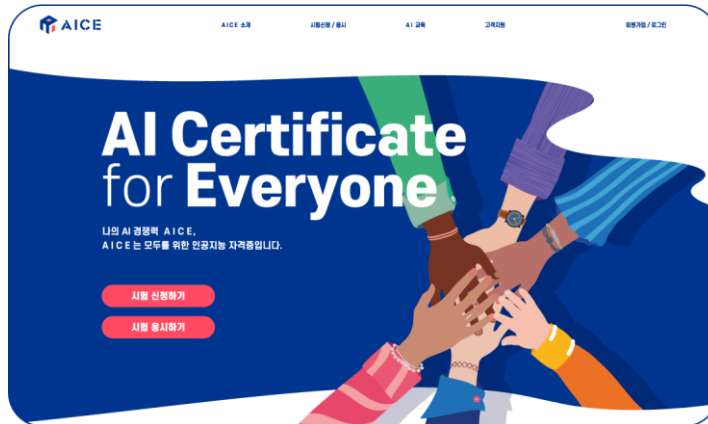 AICE
AICE 소개
시험신청 / 응시
AI 교육
고객지원
회원가입 / 로그인
AI Certificate
for Everyone
나의 AI 경쟁력 AICE,
AICE는 모두를 위한 인공지능 자격증입니다.
시험 신청하기
시험 응시하기